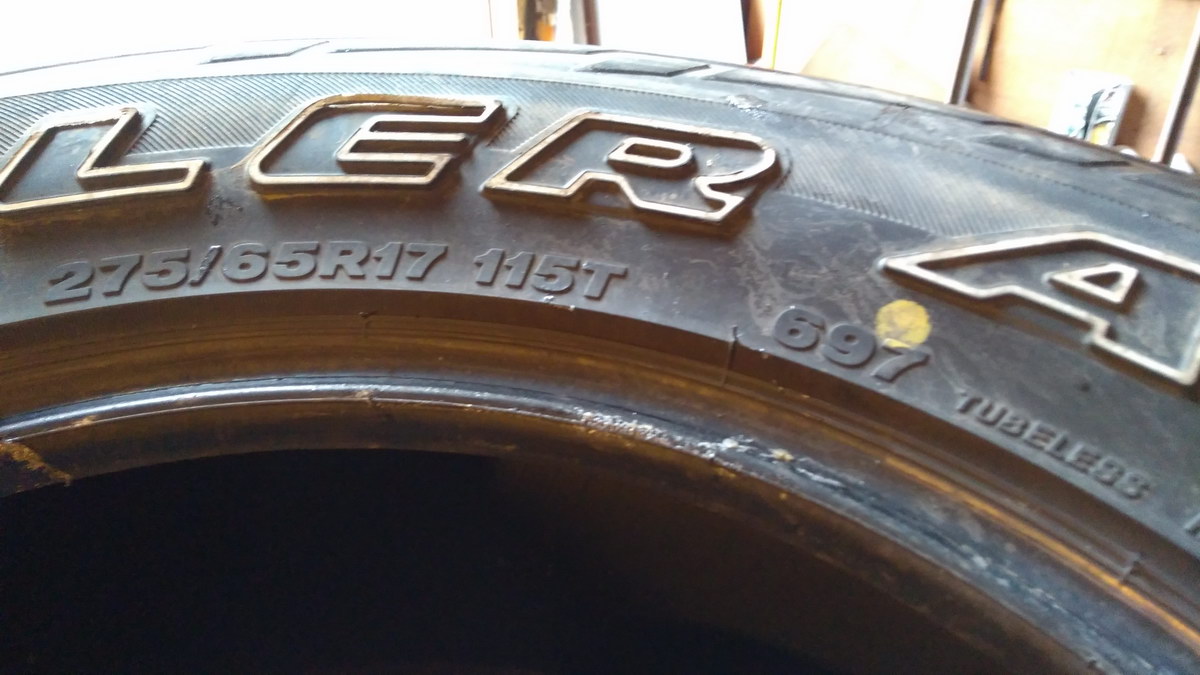 LER A
275/65R17 115T
697
TUBELESS